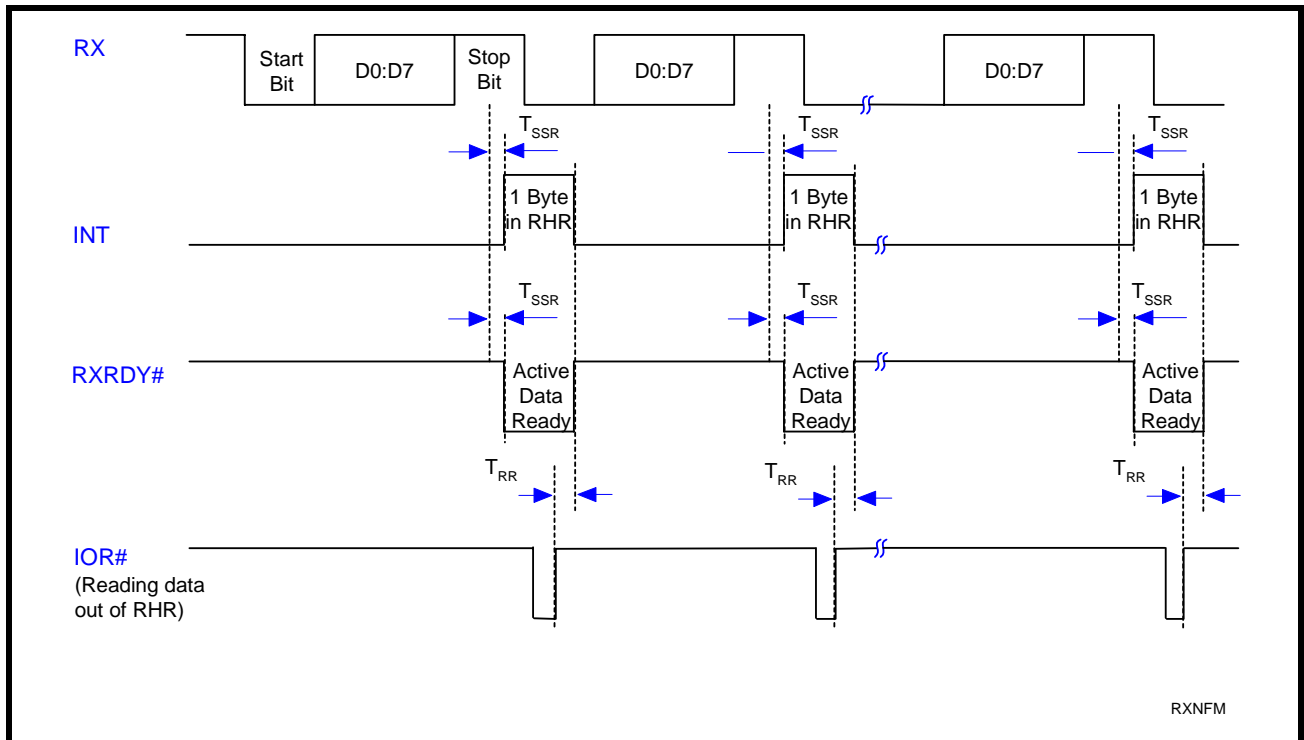 RX
Start
Bit
D0:D7
Stop
Bit
D0:D7
D0:D7
TSSR
TSSR
TSSR
INT
1 Byte
in RHR
1 Byte
in RHR
1 Byte
in RHR
TSSR
TSSR
TSSR
RXRDY#
Active
Data
Ready
Active
Data
Ready
Active
Data
Ready
TRR
TRR
TRR
IOR#
(Reading data
out of RHR)
RXNFM